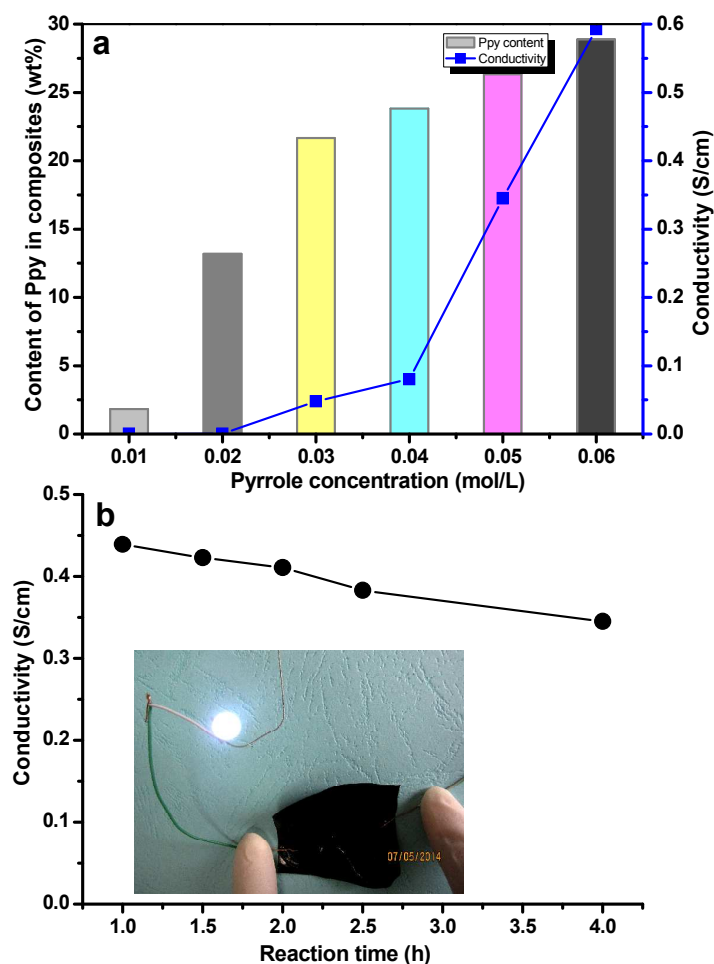 a
Ppy content
Conductivity
Content of Ppy in composites (wt%)
30
25
20
15
10
5
0
0.6
0.5
0.4
0.3
0.2
0.1
0.0
Conductivity (S/cm)
0.01 0.02 0.03 0.04 0.05 0.06
Pyrrole concentration (mol/L)
b
Conductivity (S/cm)
0.5
0.4
0.3
0.2
0.1
0.0
07/05/2014
1.0 1.5 2.0 2.5 3.0 3.5 4.0
Reaction time (h)